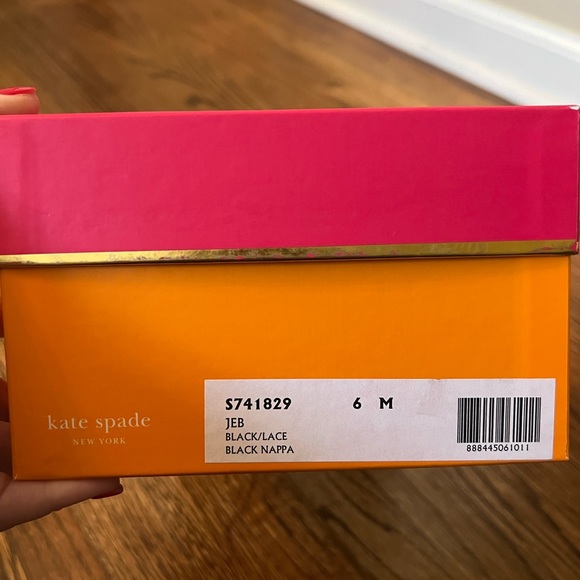 kate spade
NEW YORK
S741829 6 M
JEB
BLACK/LACE
BLACK NAPPA
888445061011